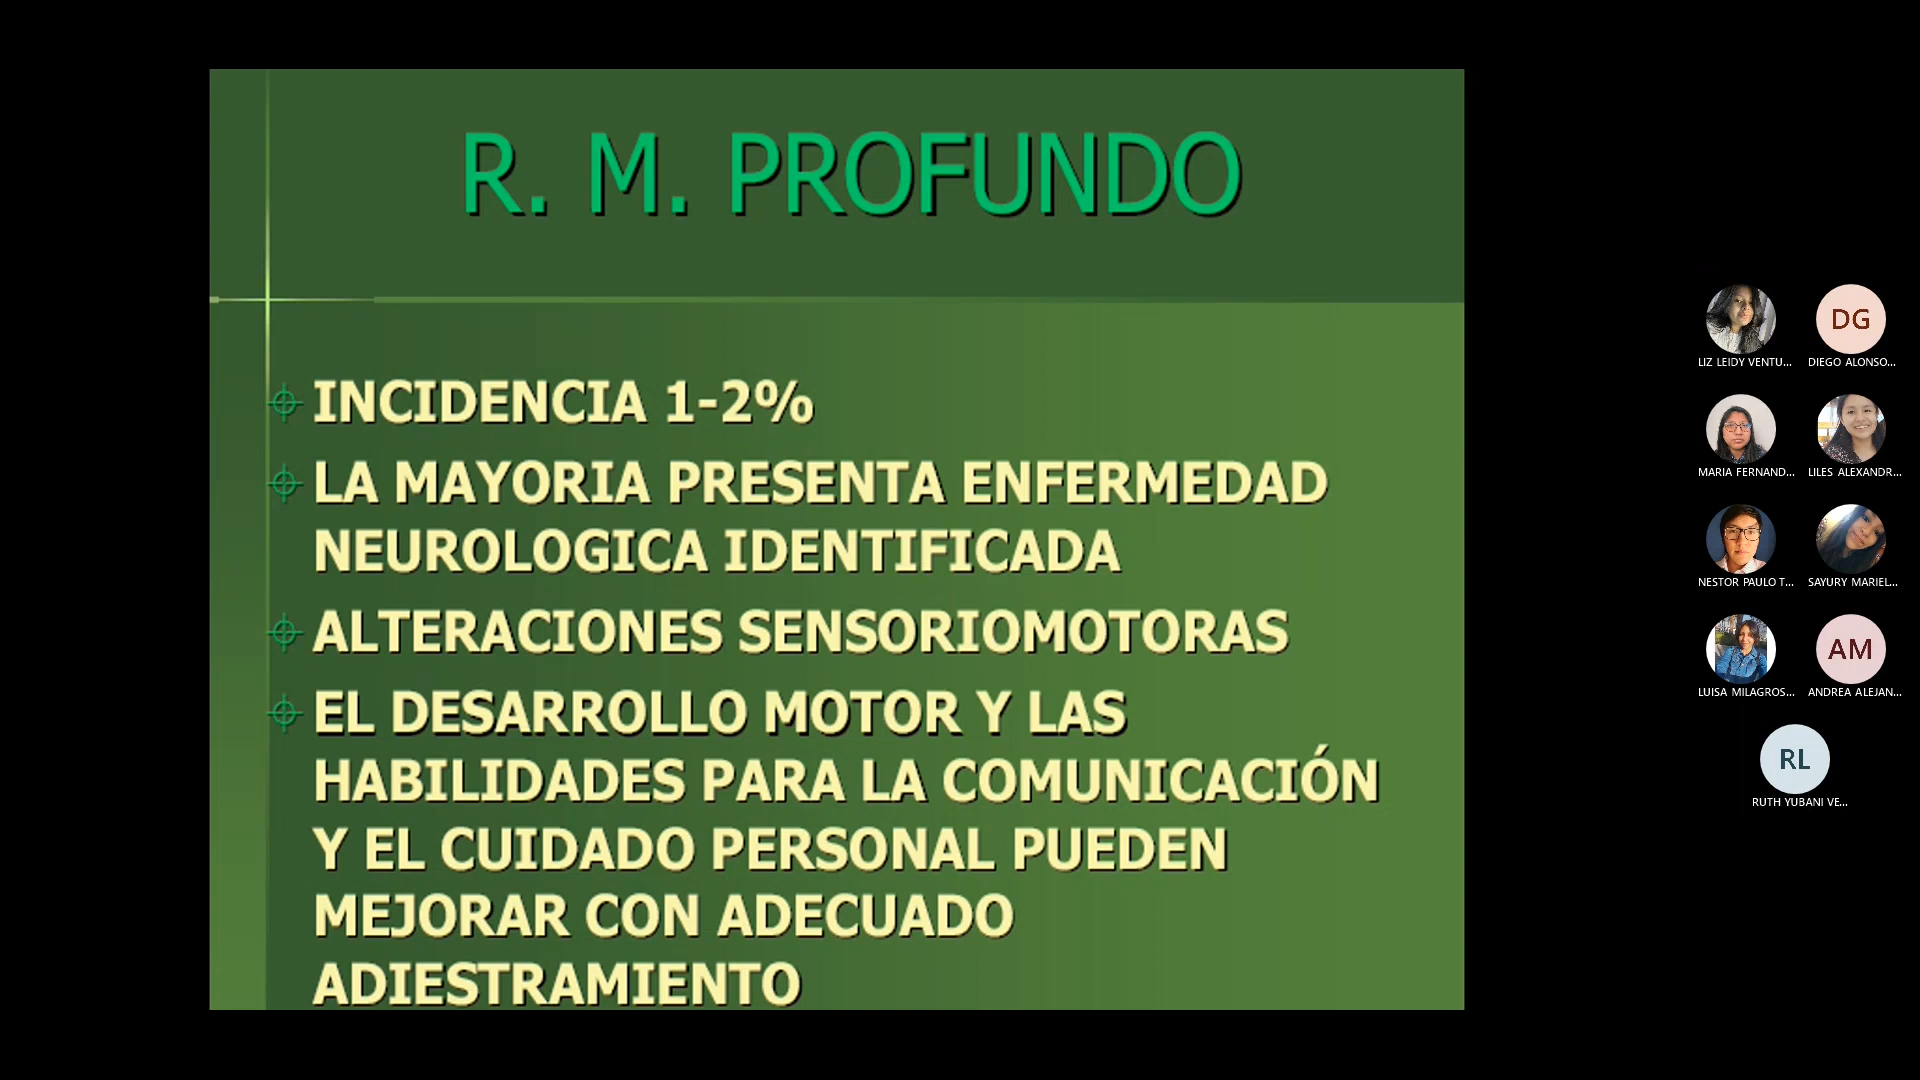 R. M. PROFUNDO
INCIDENCIA 1-2%
LA MAYORIA PRESENTA ENFERMEDAD
NEUROLOGICA IDENTIFICADA
ALTERACIONES SENSORIOMOTORAS
EL DESARROLLO MOTOR Y LAS
HABILIDADES PARA LA COMUNICACIÓN
Y EL CUIDADO PERSONAL PUEDEN
MEJORAR CON ADECUADO
ADIESTRAMIENTO
LIZ LEIDY VENTU...
DG
DIEGO ALONSO...
MARIA FERNAND...
LILES ALEXANDR...
NESTOR PAULO T...
SAYURY MARIEL...
LUISA MILAGROS...
AM
ANDREA ALEJAN...
RL
RUTH YUBANI VE...